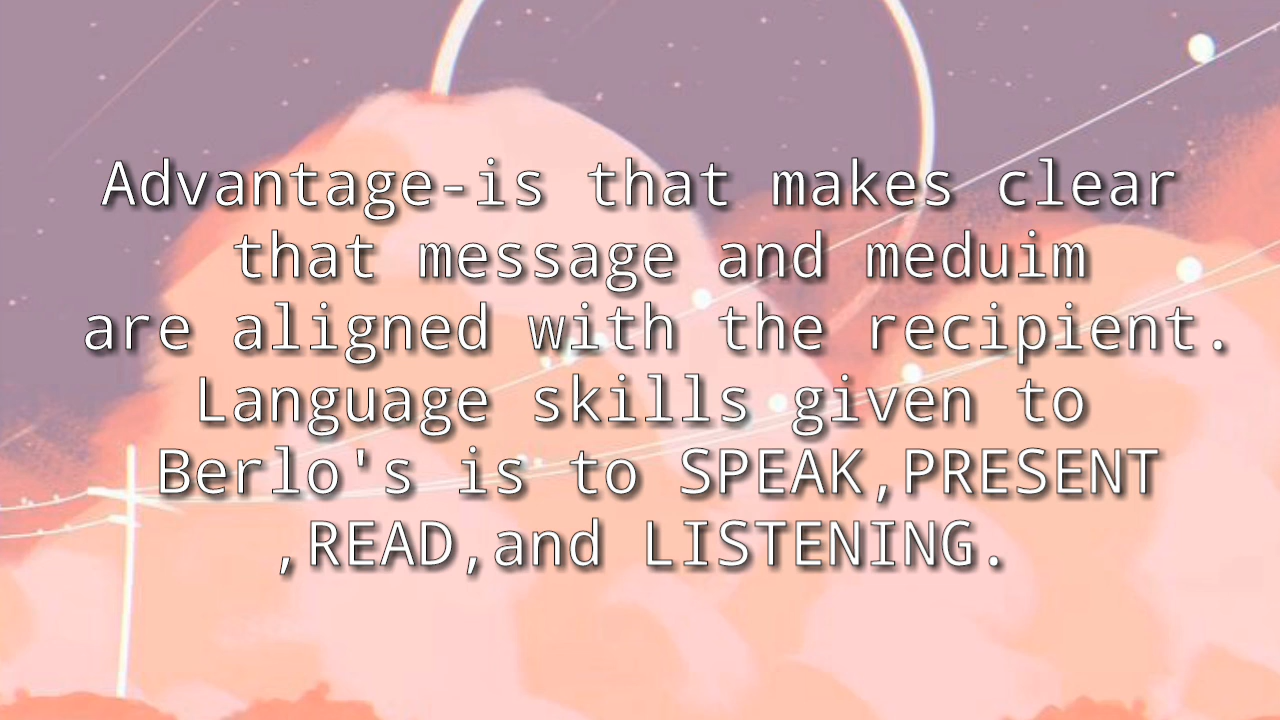 Advantage-is that makes clear
that message and meduim
are aligned with the recipient.
Language skills given to
Berlo's is to SPEAK,PRESENT
,READ,and LISTENING.